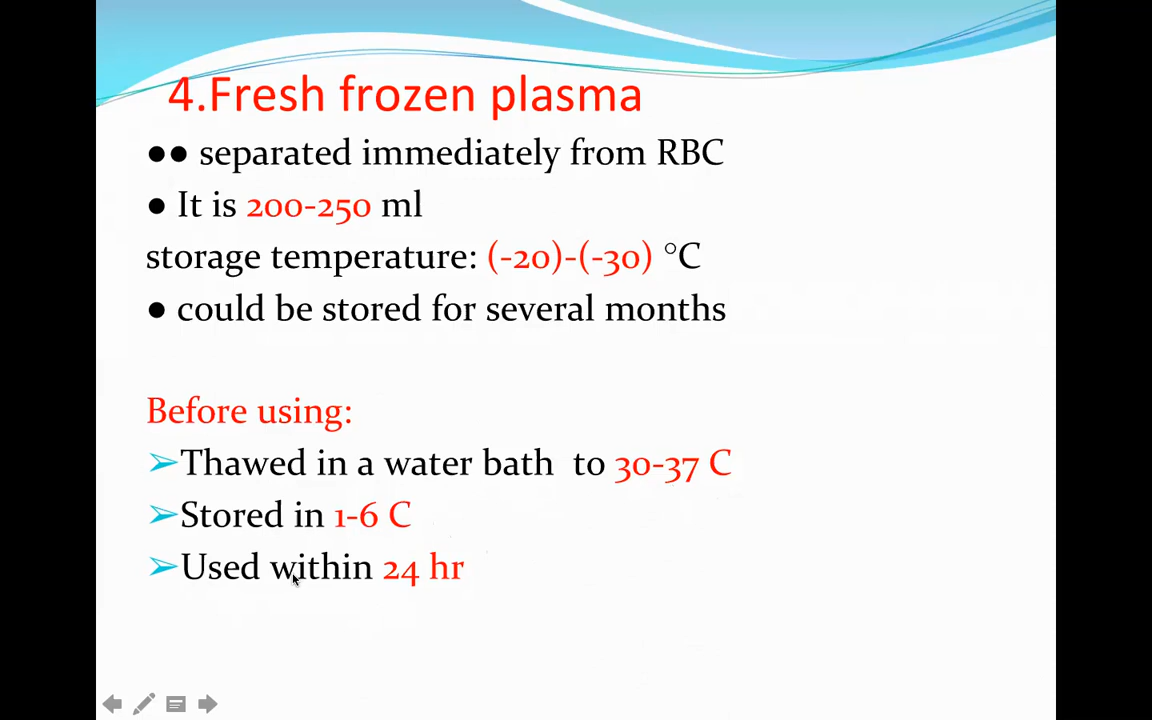 4.Fresh frozen plasma
●● separated immediately from RBC
● It is 200-250 ml
storage temperature: (-20)-(-30) °C
● could be stored for several months
Before using:
➢Thawed in a water bath  to 30-37 C
➢Stored in 1-6 C
➢Used within 24 hr